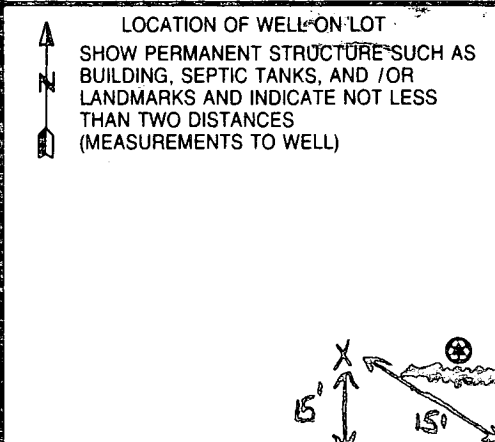 LOCATION OF WELL ON LOT
SHOW PERMANENT STRUCTURE SUCH AS
BUILDING, SEPTIC TANKS, AND / OR
LANDMARKS AND INDICATE NOT LESS
THAN TWO DISTANCES
(MEASUREMENTS TO WELL)
N
X
15'
15'